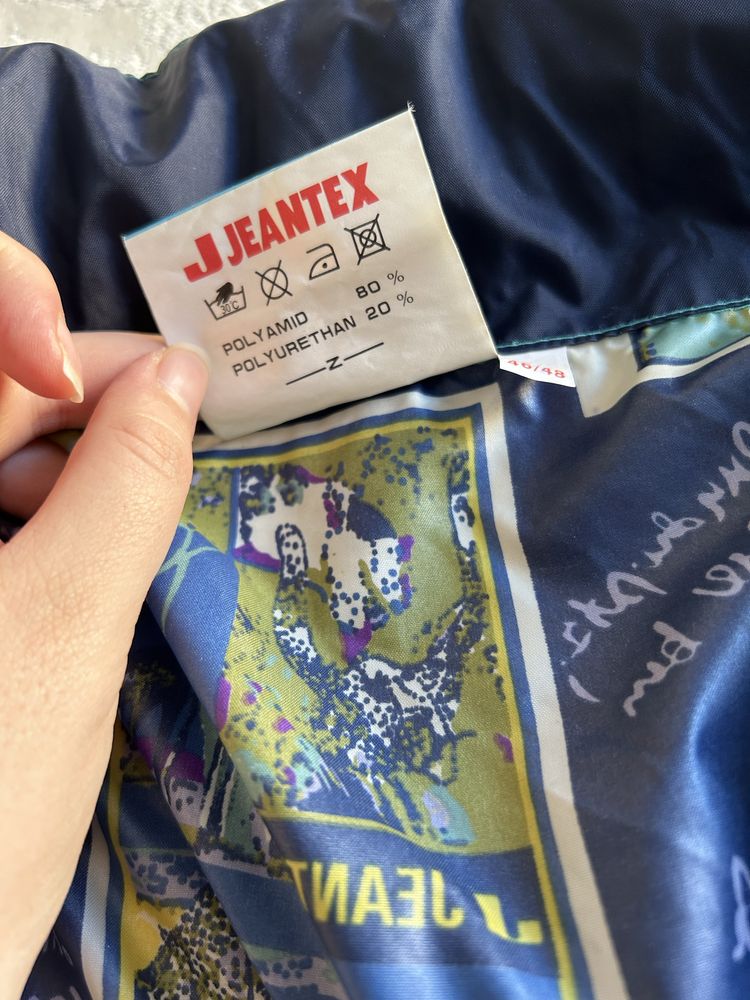 JEANTEX
30°C
POLYAMID 80 %
POLYURETHAN 20 %
—Z—
46/48
JEANT